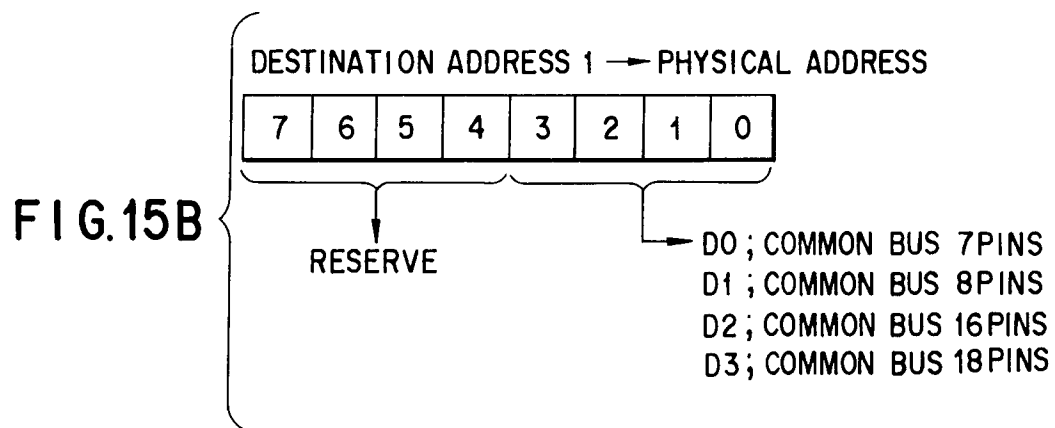 DESTINATION ADDRESS 1 → PHYSICAL ADDRESS
7 6 5 4 3 2 1 0
FIG.15B
RESERVE
D0 ; COMMON BUS 7PINS
D1 ; COMMON BUS 8PINS
D2 ; COMMON BUS 16PINS
D3 ; COMMON BUS 18PINS